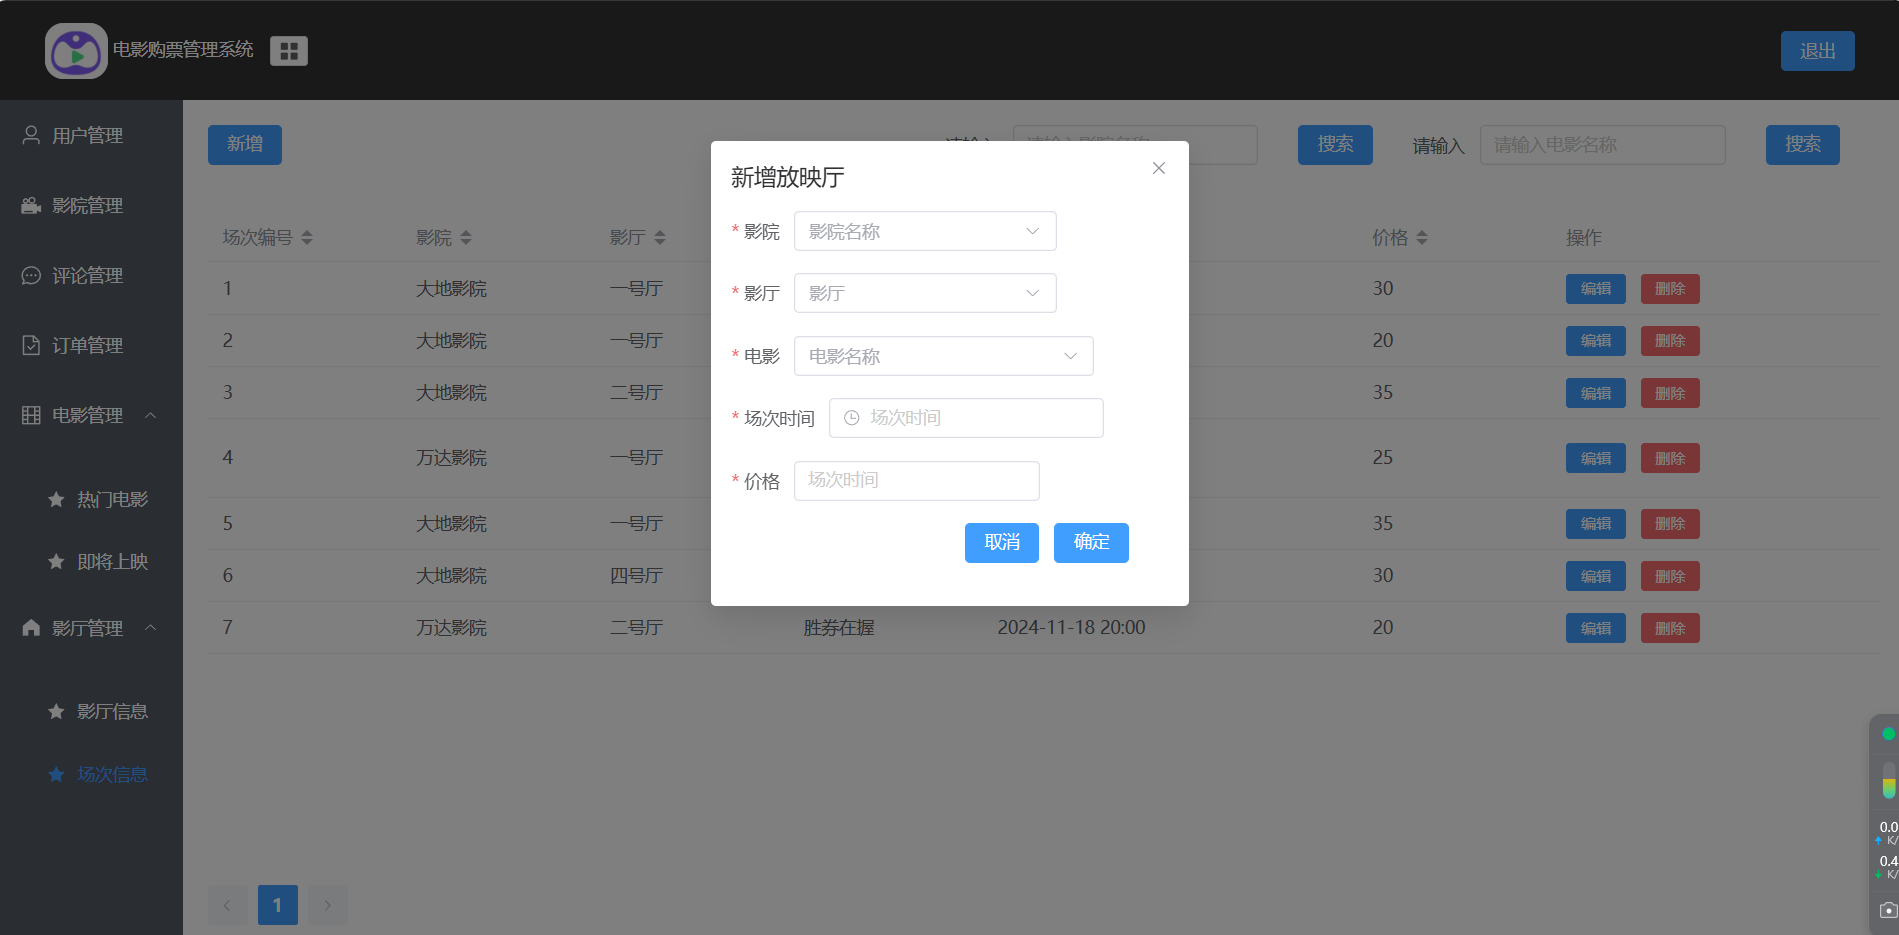 电影购票管理系统
退出
用户管理
影院管理
评论管理
订单管理
电影管理
热门电影
即将上映
影厅管理
影厅信息
场次信息
新增
请输入 请输入影院名称 搜索 请输入 请输入电影名称 搜索
场次编号 影院 影厅 价格 操作
1 大地影院 一号厅 30 编辑 删除
2 大地影院 一号厅 20 编辑 删除
3 大地影院 二号厅 35 编辑 删除
4 万达影院 一号厅 25 编辑 删除
5 大地影院 一号厅 35 编辑 删除
6 大地影院 四号厅 30 编辑 删除
7 万达影院 二号厅 胜券在握 2024-11-18 20:00 20 编辑 删除
1
新增放映厅
* 影院 影院名称
* 影厅 影厅
* 电影 电影名称
* 场次时间 场次时间
* 价格 场次时间
取消 确定
0.0
K/
0.4
K/